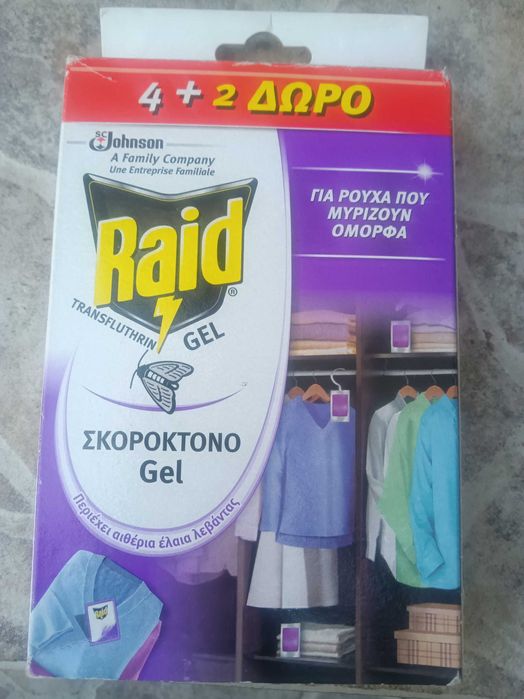 4 + 2 ΔΩΡΟ
SC Johnson
A Family Company
Une Entreprise Familiale
Raid®
TRANSFLUTHRIN GEL
ΓΙΑ ΡΟΥΧΑ ΠΟΥ
ΜΥΡΙΖΟΥΝ
ΟΜΟΡΦΑ
ΣΚΟΡΟΚΤΟΝΟ
Gel
Περιέχει αιθέρια έλαια λεβάντας
Raid